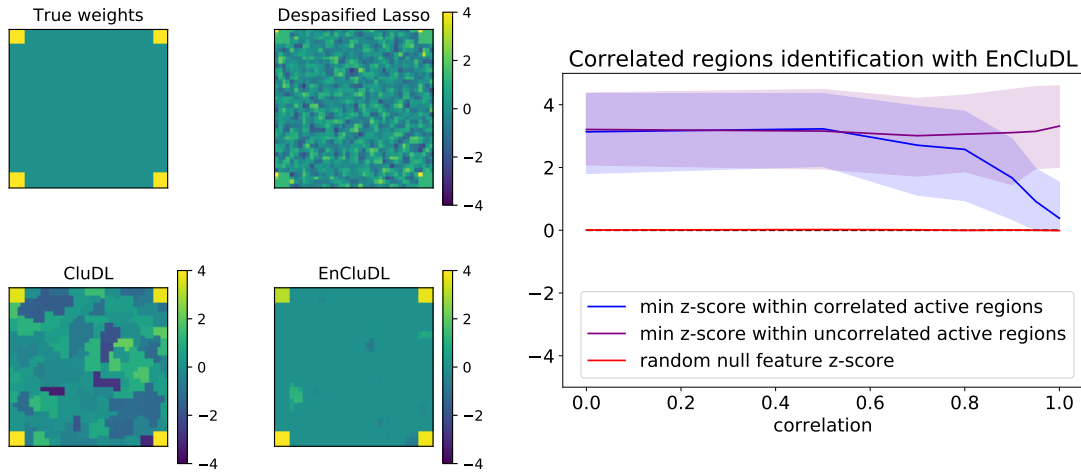 True weights
Despasified Lasso
4
2
0
−2
−4
CluDL
4
2
0
−2
−4
EnCluDL
4
2
0
−2
−4
Correlated regions identification with EnCluDL
4
2
0
−2
−4
min z-score within correlated active regions
min z-score within uncorrelated active regions
random null feature z-score
0.0 0.2 0.4 0.6 0.8 1.0
correlation